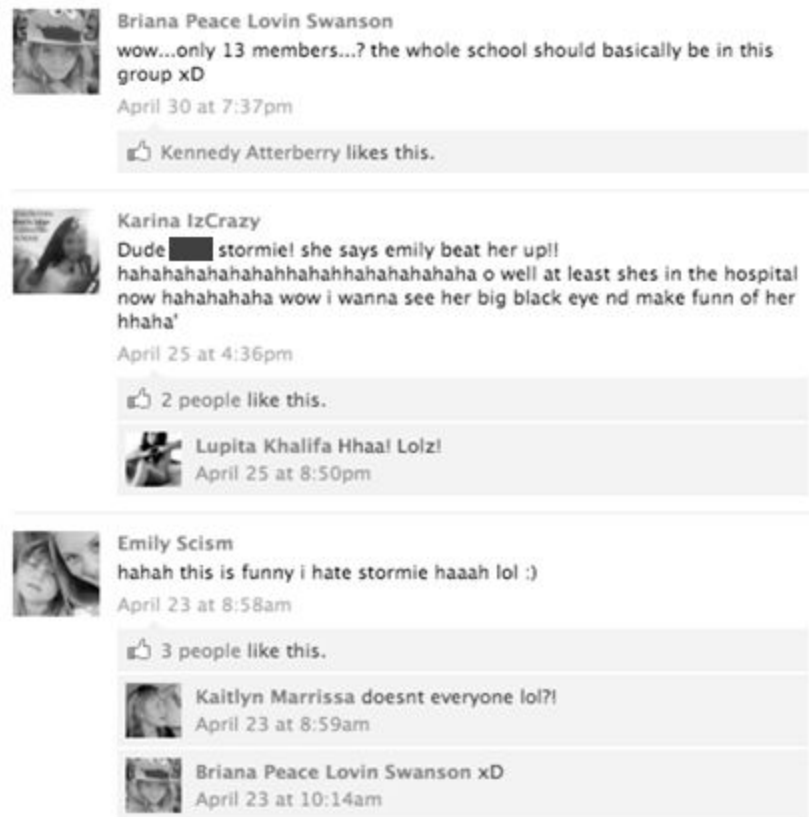 Briana Peace Lovin Swanson
wow...only 13 members...? the whole school should basically be in this
group xD
April 30 at 7:37pm
Kennedy Atterberry likes this.
Karina IzCrazy
Dude stormie! she says emily beat her up!!
hahahahahahahahhahahhahahahahaha o well at least shes in the hospital
now hahahahaha wow i wanna see her big black eye nd make funn of her
hhaha'
April 25 at 4:36pm
2 people like this.
Lupita Khalifa Hhaa! Lolz!
April 25 at 8:50pm
Emily Scism
hahah this is funny i hate stormie haaah lol :)
April 23 at 8:58am
3 people like this.
Kaitlyn Marrissa doesnt everyone lol?!
April 23 at 8:59am
Briana Peace Lovin Swanson xD
April 23 at 10:14am